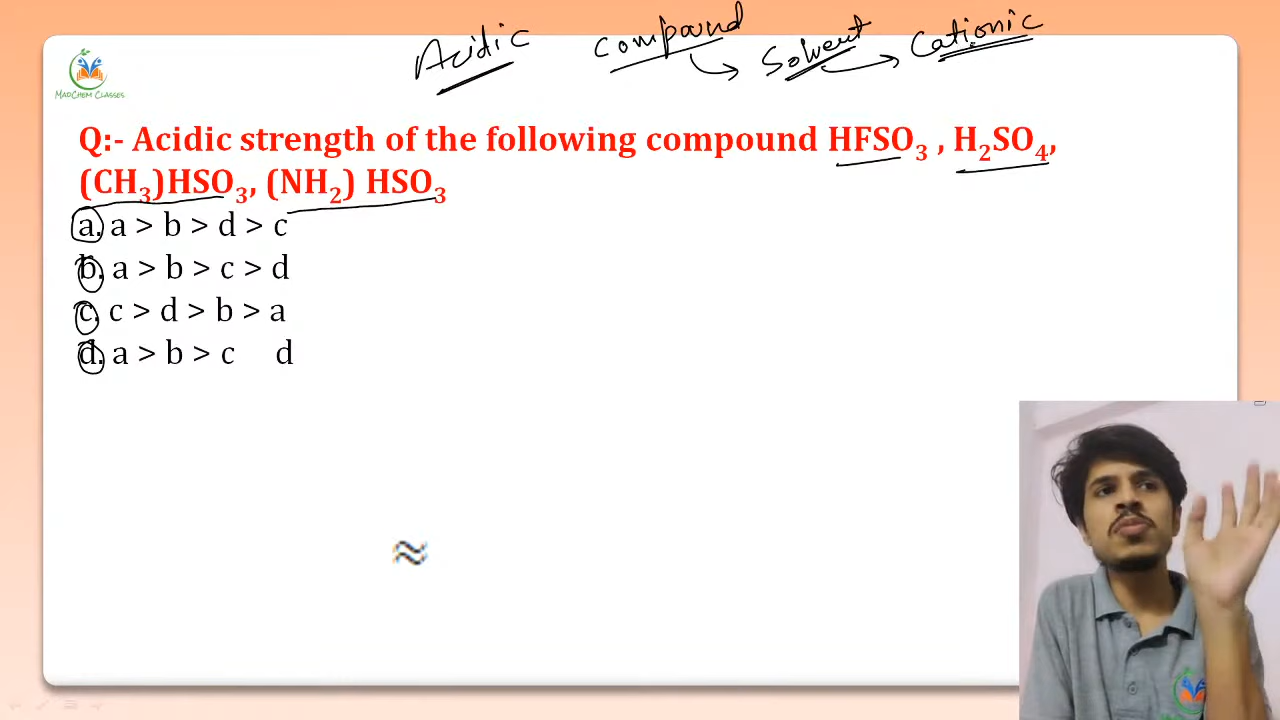 Acidic compound Solvent Cationic
MADCHEM CLASSES
Q:- Acidic strength of the following compound HFSO₃ , H₂SO₄,
(CH₃)HSO₃, (NH₂) HSO₃
a. a > b > d > c
b. a > b > c > d
c. c > d > b > a
d. a > b > c d
≈